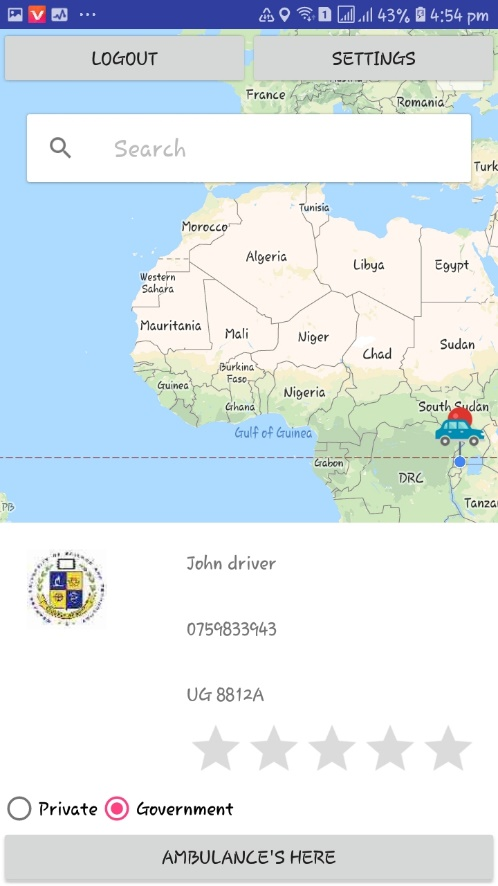 43% 4:54 pm
LOGOUT SETTINGS
France
Romania
Search
Turk
Tunisia
Morocco
Algeria
Libya
Egypt
Western
Sahara
Mauritania
Mali
Niger
Chad
Sudan
Burkina
Faso
Guinea
Nigeria
Ghana
South Sudan
Gulf of Guinea
Gabon
DRC
PB
Tanza
John driver
0759833943
UG 8812A
Private Government
AMBULANCE'S HERE